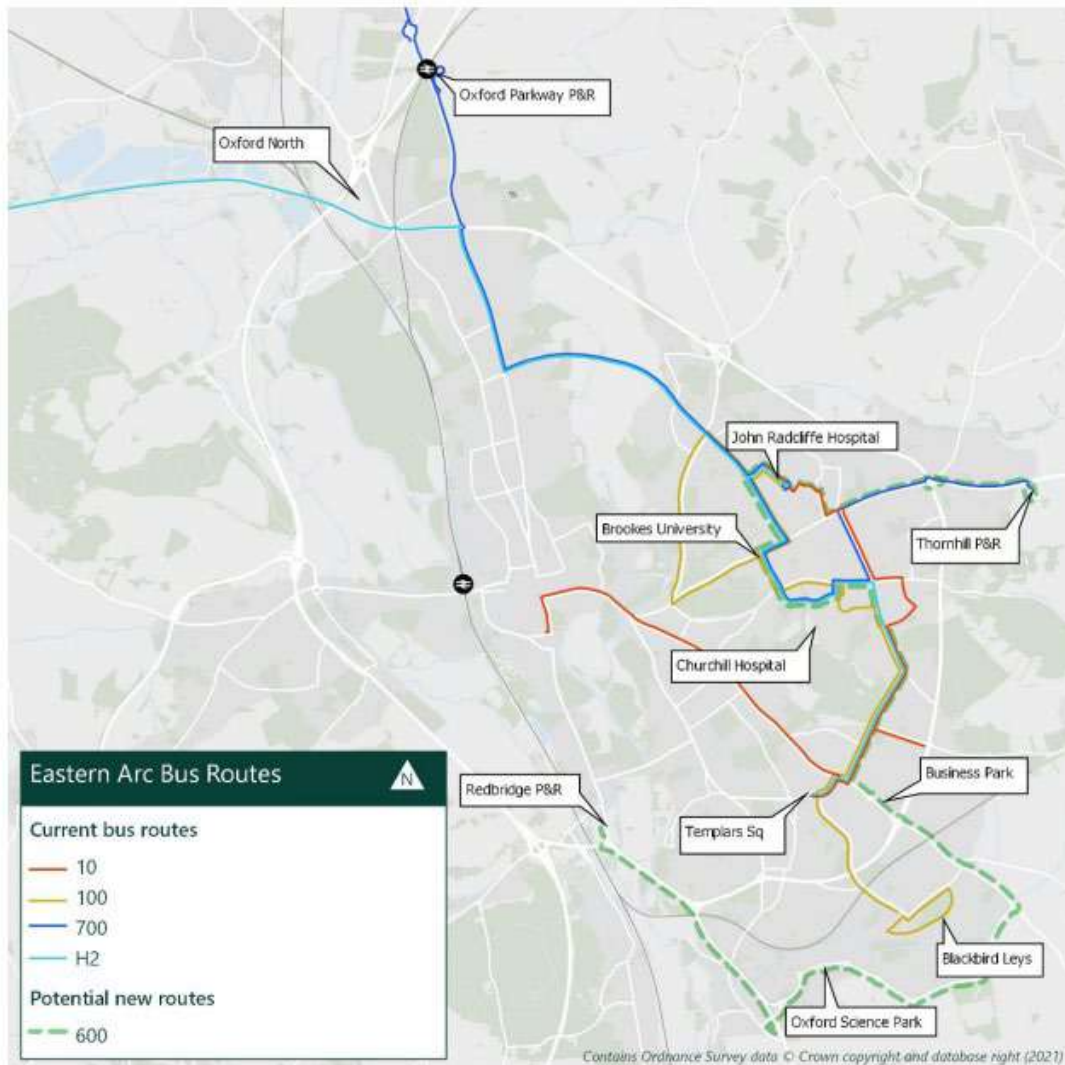 Oxford Parkway P&R
Oxford North
John Radcliffe Hospital
Brookes University
Thornhill P&R
Churchill Hospital
Redbridge P&R
Business Park
Templars Sq
Blackbird Leys
Oxford Science Park
Eastern Arc Bus Routes
N
Current bus routes
10
100
700
H2
Potential new routes
600
Contains Ordnance Survey data © Crown copyright and database right (2021)